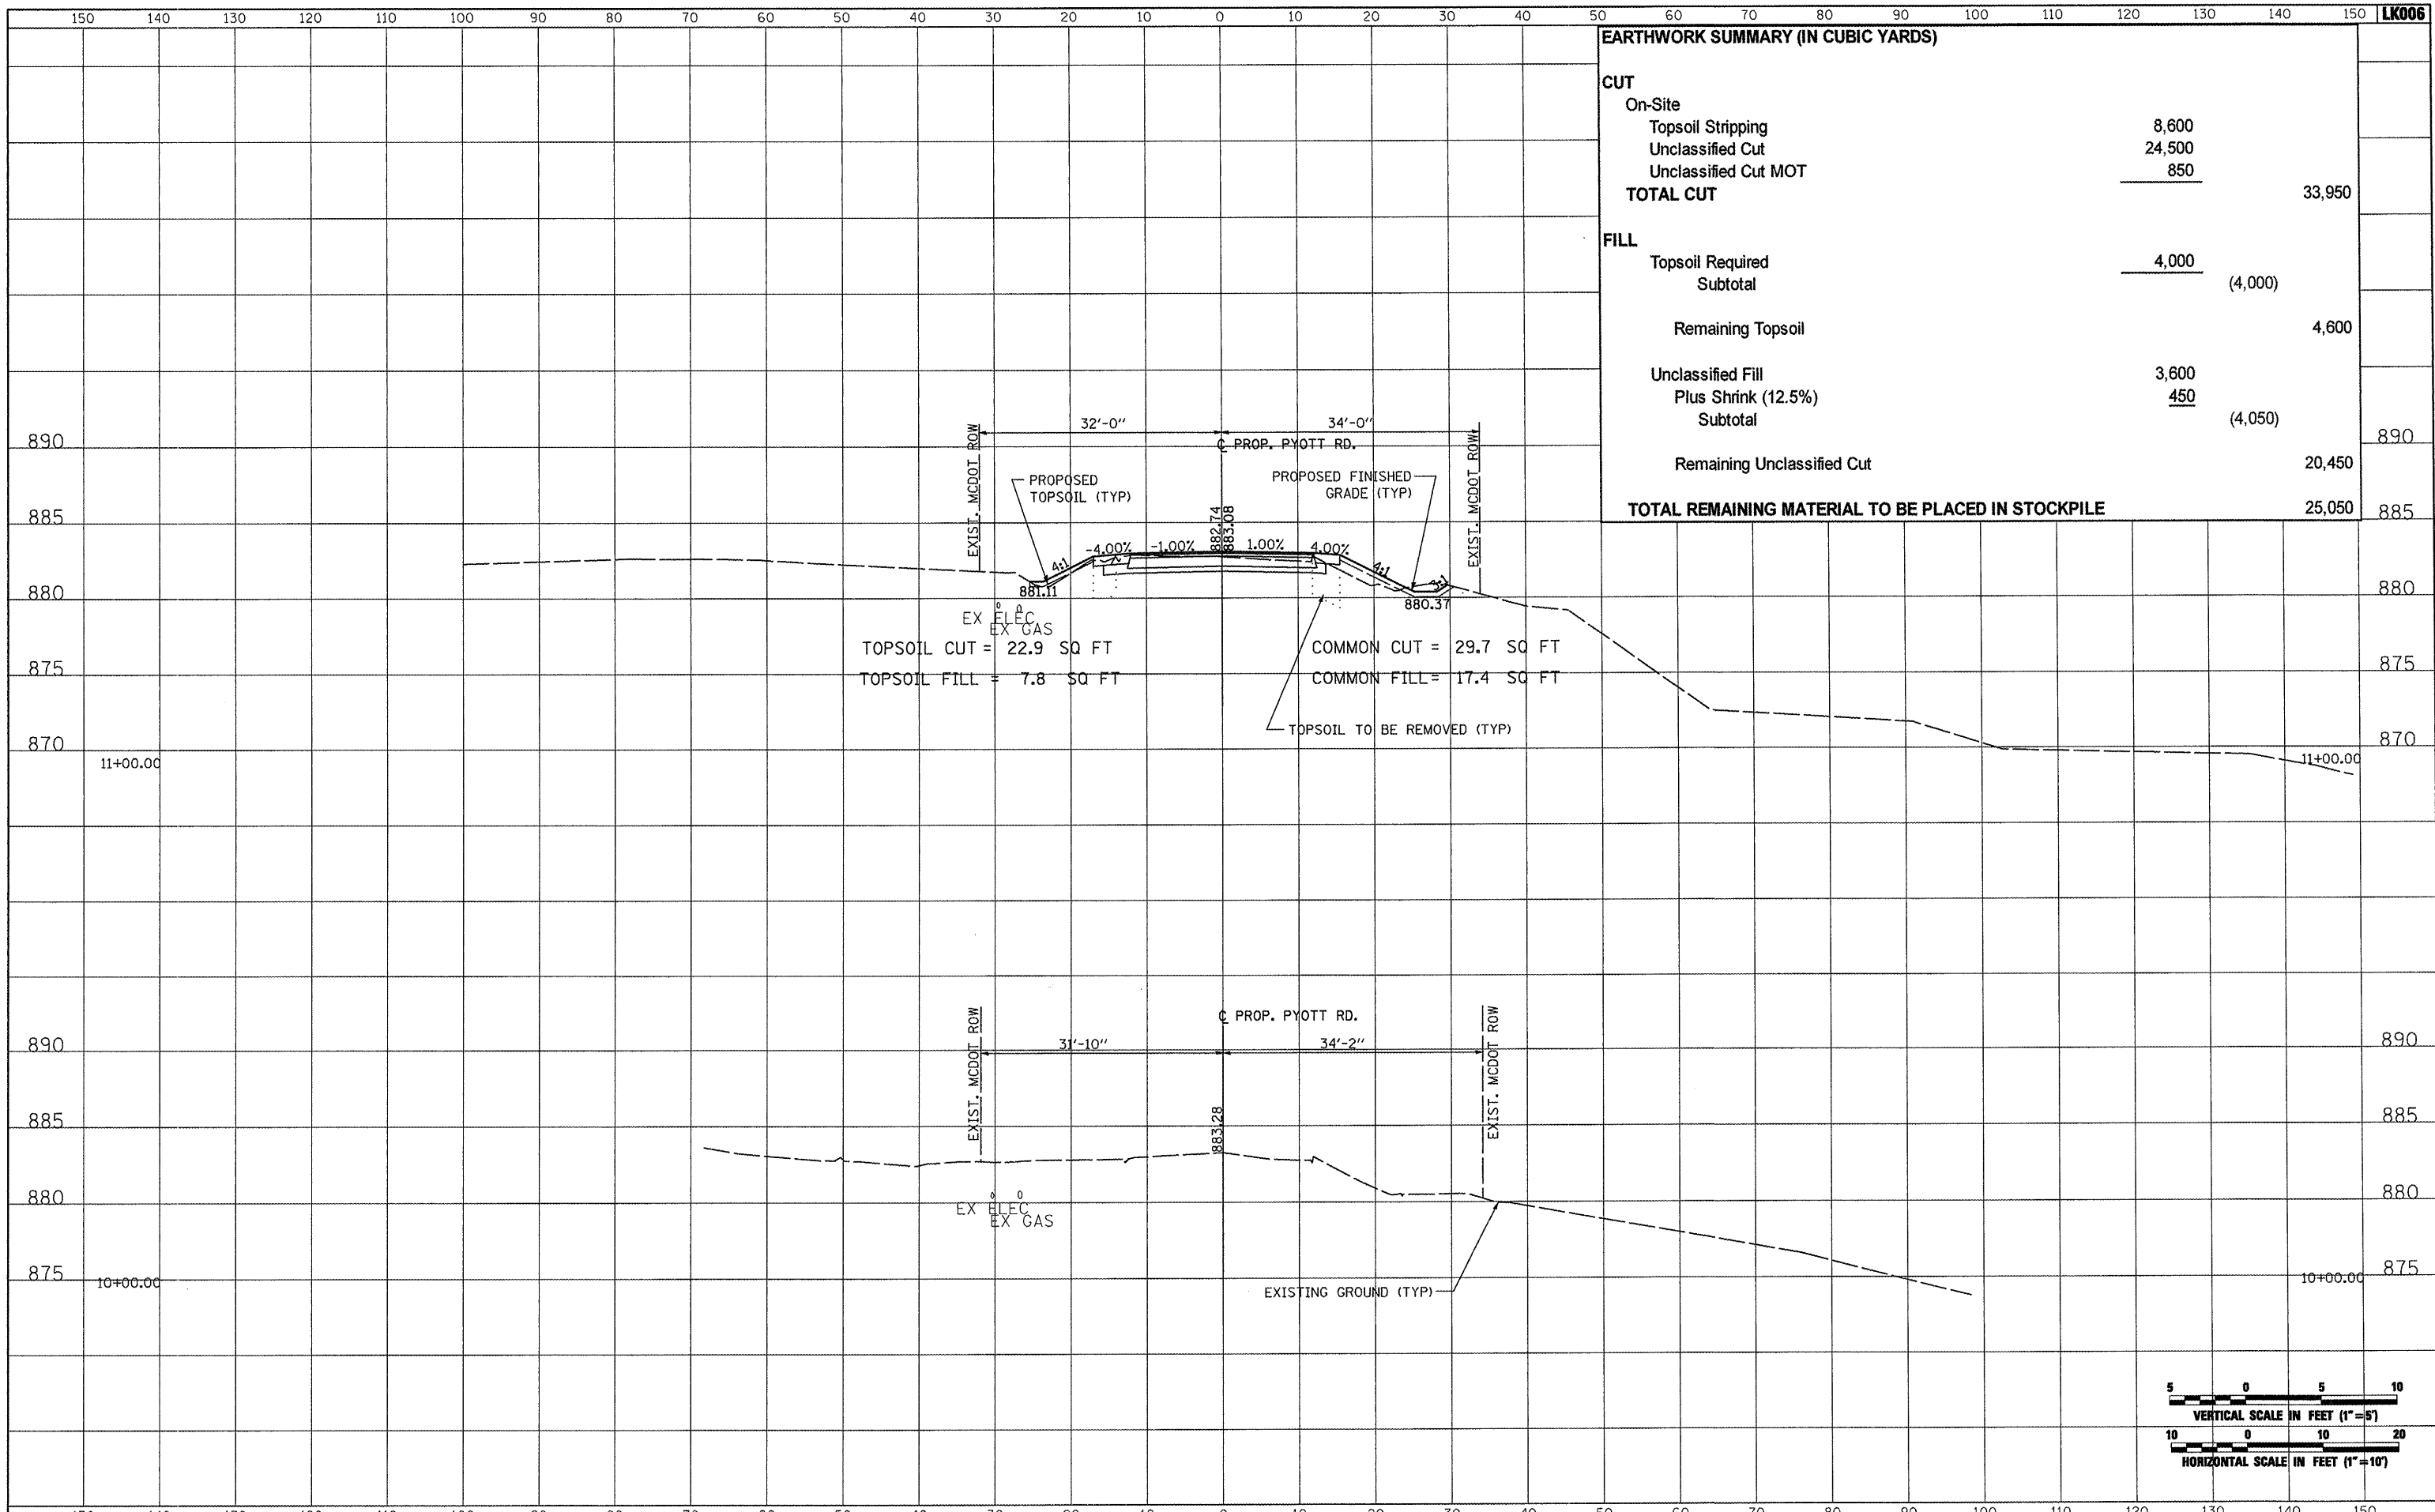 150 140 130 120 110 100 90 80 70 60 50 40 30 20 10 0 10 20 30 40 50 60 70 80 90 100 110 120 130 140 150 LK006
EARTHWORK SUMMARY (IN CUBIC YARDS)
CUT
On-Site
Topsoil Stripping 8,600
Unclassified Cut 24,500
Unclassified Cut MOT 850
TOTAL CUT 33,950
FILL
Topsoil Required 4,000
Subtotal (4,000)
Remaining Topsoil 4,600
Unclassified Fill 3,600
Plus Shrink (12.5%) 450
Subtotal (4,050)
Remaining Unclassified Cut 20,450
TOTAL REMAINING MATERIAL TO BE PLACED IN STOCKPILE 25,050
32'-0" 34'-0"
890 ℄ PROP. PYOTT RD. 890
EXIST. MCDOT ROW
EXIST. MCDOT ROW
PROPOSED
TOPSOIL (TYP)
PROPOSED FINISHED
GRADE (TYP)
885 882.74 883.08 885
4:1 -4.00% -1.00% 1.00% 4.00% 4:1 3:1
880 881.11 880.37 880
EX ELEC
EX GAS
TOPSOIL CUT = 22.9 SQ FT COMMON CUT = 29.7 SQ FT
875 875
TOPSOIL FILL = 7.8 SQ FT COMMON FILL= 17.4 SQ FT
TOPSOIL TO BE REMOVED (TYP)
870 870
11+00.00 11+00.00
℄ PROP. PYOTT RD.
890 31'-10" 34'-2" 890
EXIST. MCDOT ROW
EXIST. MCDOT ROW
885 883.28 885
880 880
EX ELEC
EX GAS
875 10+00.00 10+00.00 875
EXISTING GROUND (TYP)
5 0 5 10
VERTICAL SCALE IN FEET (1"=5')
10 0 10 20
HORIZONTAL SCALE IN FEET (1"=10')